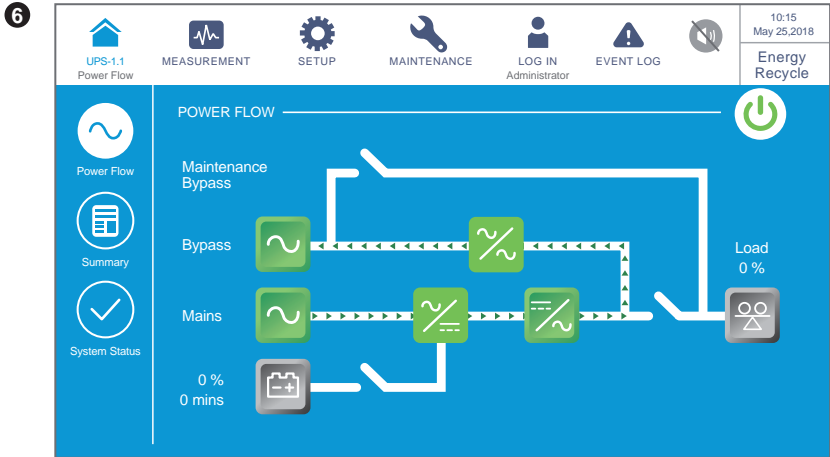 6
10:15
May 25,2018
UPS-1.1
Power Flow
MEASUREMENT
SETUP
MAINTENANCE
LOG IN
Administrator
EVENT LOG
Energy
Recycle
POWER FLOW
Power Flow
Maintenance
Bypass
Bypass
Summary
Load
0 %
Mains
System Status
0 %
0 mins